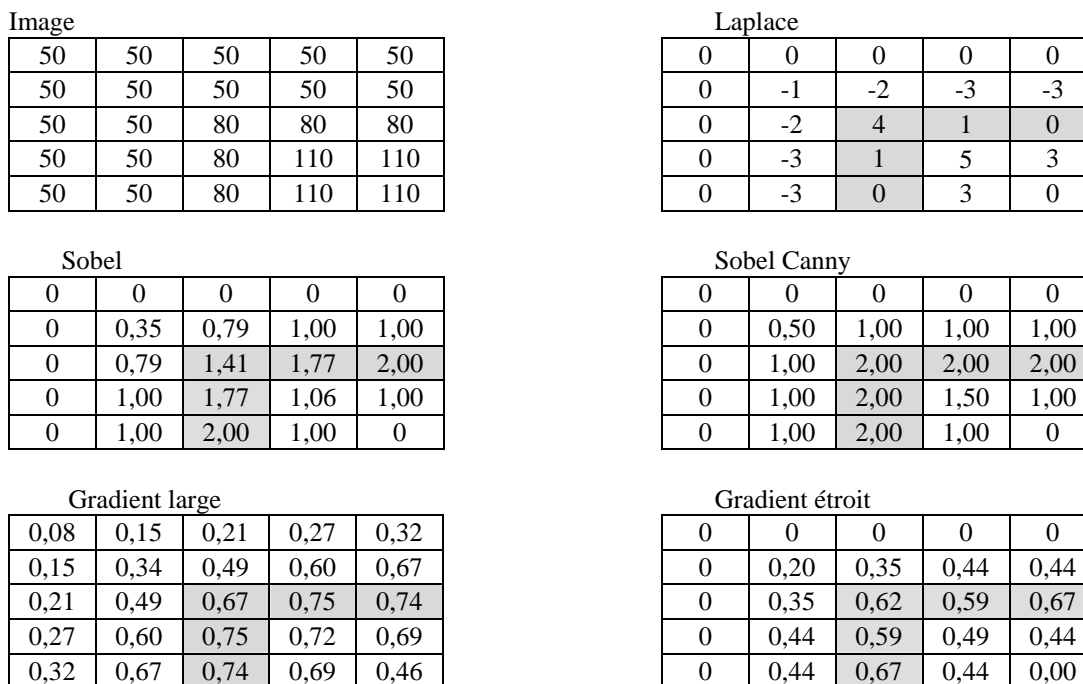 Image Laplace
50 50 50 50 50 0 0 0 0 0
50 50 50 50 50 0 -1 -2 -3 -3
50 50 80 80 80 0 -2 4 1 0
50 50 80 110 110 0 -3 1 5 3
50 50 80 110 110 0 -3 0 3 0
Sobel Sobel Canny
0 0 0 0 0 0 0 0 0 0
0 0,35 0,79 1,00 1,00 0 0,50 1,00 1,00 1,00
0 0,79 1,41 1,77 2,00 0 1,00 2,00 2,00 2,00
0 1,00 1,77 1,06 1,00 0 1,00 2,00 1,50 1,00
0 1,00 2,00 1,00 0 0 1,00 2,00 1,00 0
Gradient large Gradient étroit
0,08 0,15 0,21 0,27 0,32 0 0 0 0 0
0,15 0,34 0,49 0,60 0,67 0 0,20 0,35 0,44 0,44
0,21 0,49 0,67 0,75 0,74 0 0,35 0,62 0,59 0,67
0,27 0,60 0,75 0,72 0,69 0 0,44 0,59 0,49 0,44
0,32 0,67 0,74 0,69 0,46 0 0,44 0,67 0,44 0,00